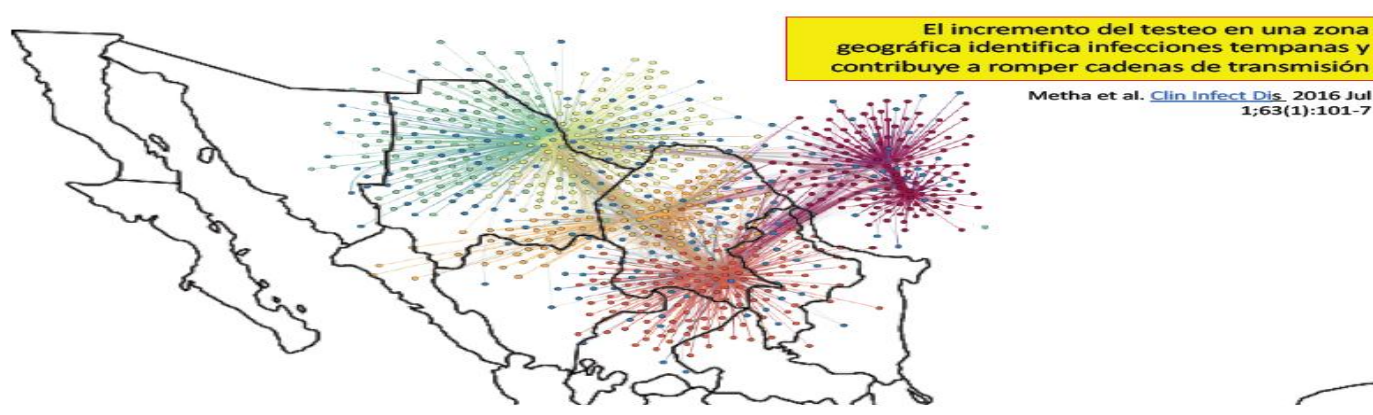 El incremento del testeo en una zona
geográfica identifica infecciones tempanas y
contribuye a romper cadenas de transmisión
Metha et al. Clin Infect Dis  2016 Jul
1;63(1):101-7